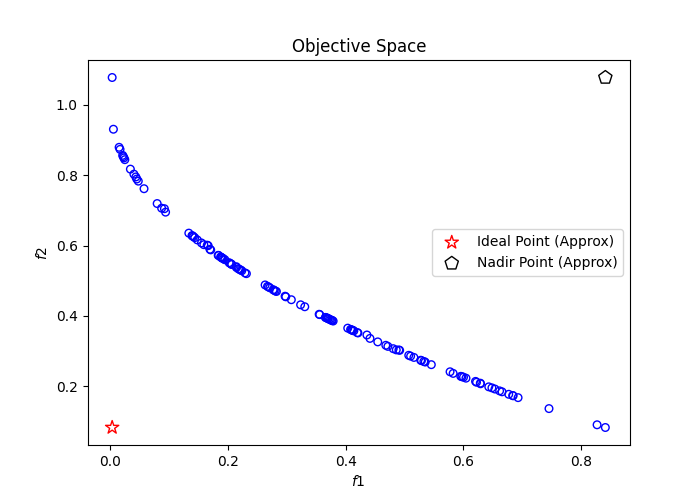 Objective Space
1.0
0.8
0.6
0.4
0.2
f2
Ideal Point (Approx)
Nadir Point (Approx)
0.0 0.2 0.4 0.6 0.8
f1